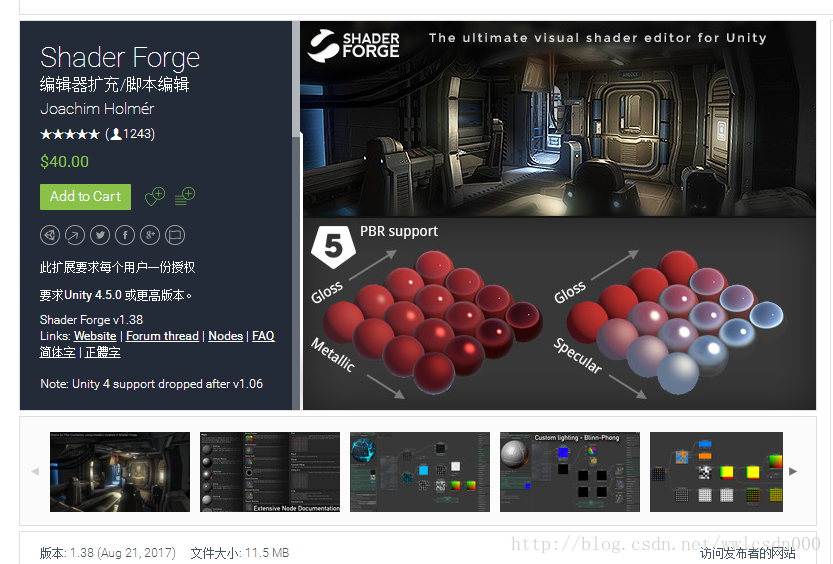 Shader Forge
编辑器扩充/脚本编辑
Joachim Holmér
★★★★★ (1243)
$40.00
Add to Cart
此扩展要求每个用户一份授权
要求Unity 4.5.0 或更高版本。
Shader Forge v1.38
Links: Website | Forum thread | Nodes | FAQ
简体字 | 正體字
Note: Unity 4 support dropped after v1.06
SHADER
FORGE
The ultimate visual shader editor for Unity
5 PBR support
Gloss
Metallic
Gloss
Specular
Extensive Node Documentation
Custom lighting - Blinn-Phong
版本: 1.38 (Aug 21, 2017) 文件大小: 11.5 MB
访问发布者的网站
http://blog.csdn.net/wwlcsdn000